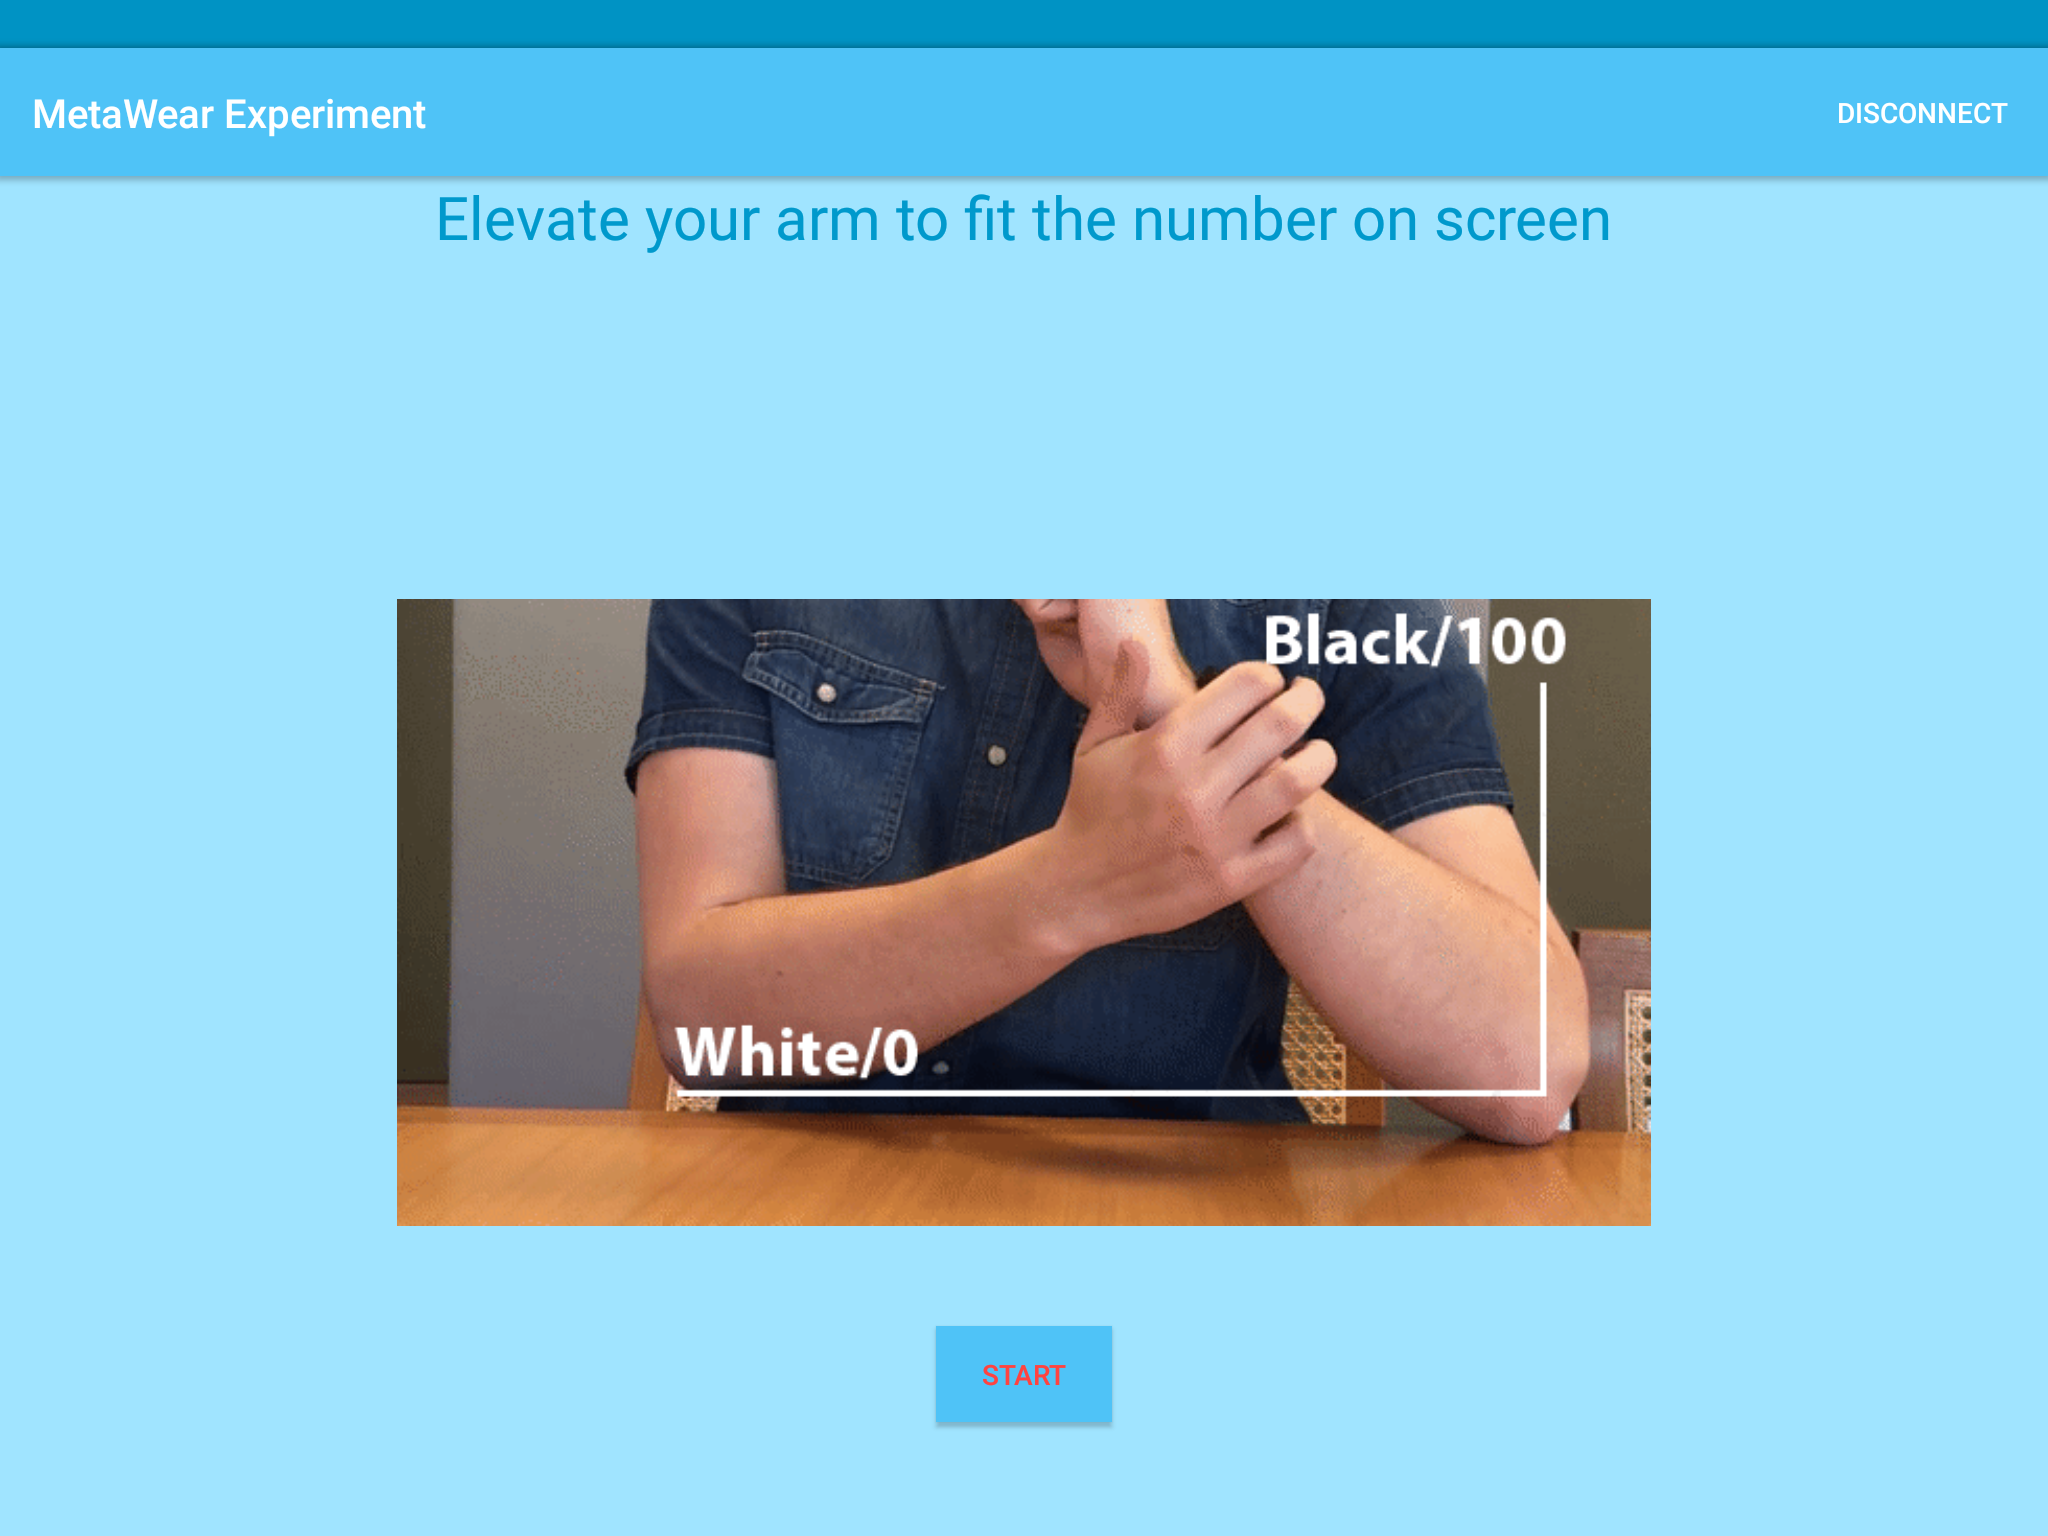 MetaWear Experiment
DISCONNECT
Elevate your arm to fit the number on screen
Black/100
White/0
START